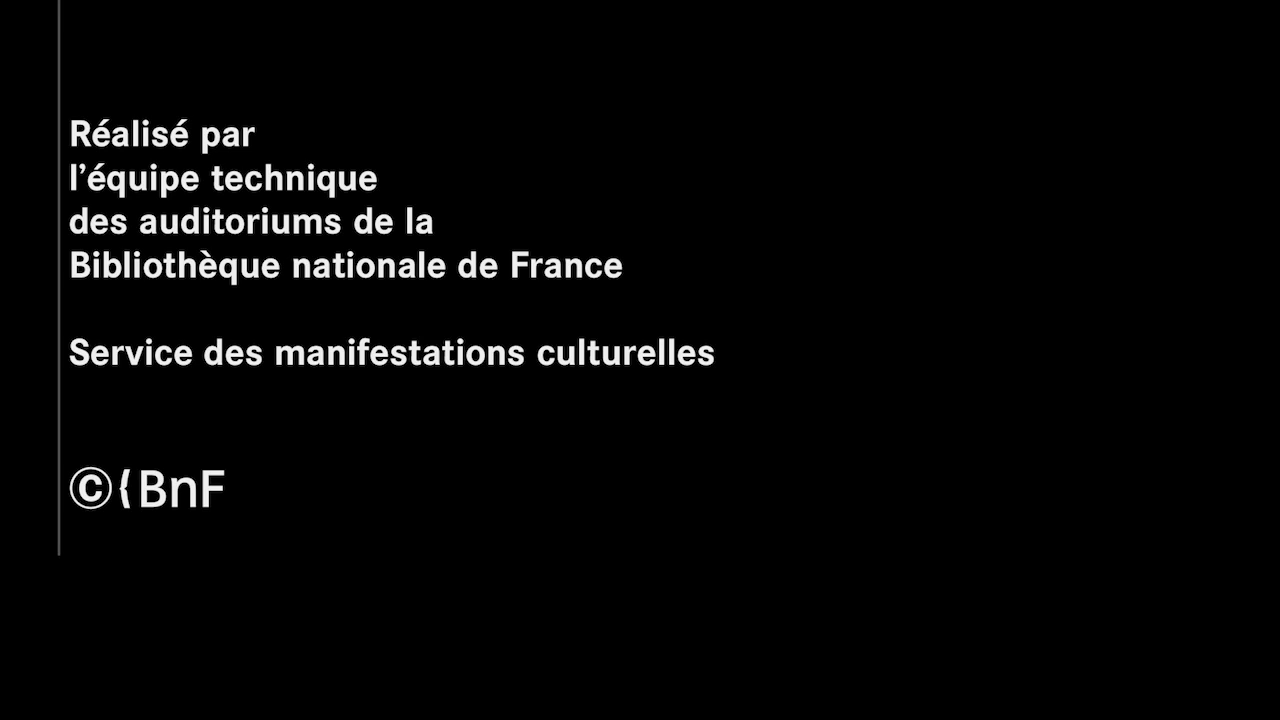 Réalisé par
l’équipe technique
des auditoriums de la
Bibliothèque nationale de France
Service des manifestations culturelles
©{BnF